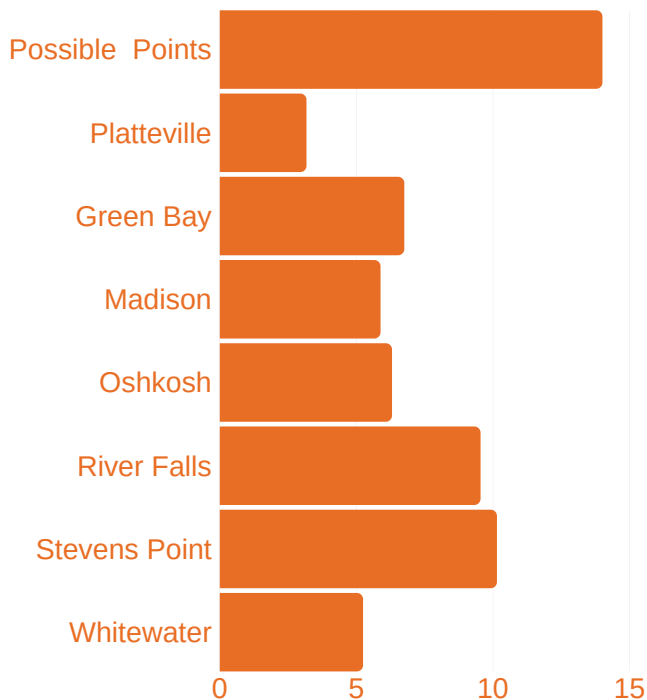 Possible  Points
Platteville
Green Bay
Madison
Oshkosh
River Falls
Stevens Point
Whitewater
0 5 10 15